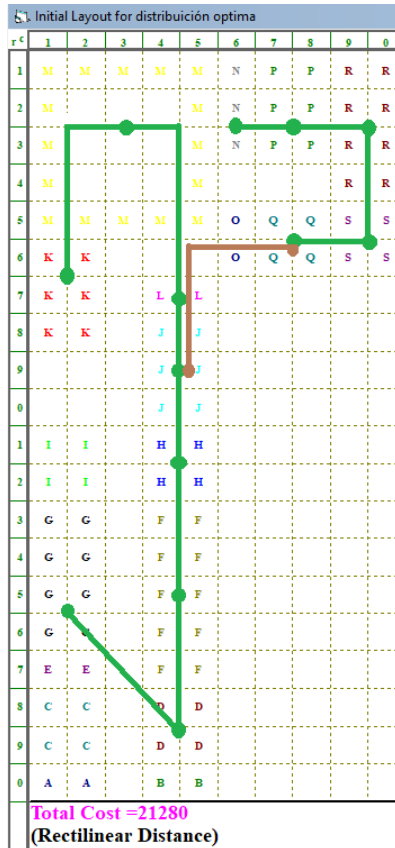 Initial Layout for distribuición optima
r c 1 2 3 4 5 6 7 8 9 0
1 M M M M M N P P R R
2 M M N P P R R
3 M M N P P R R
4 M M R R
5 M M M M M O Q Q S S
6 K K O Q Q S S
7 K K L L
8 K K J J
9 J J
0 J J
1 I I H H
2 I I H H
3 G G F F
4 G G F F
5 G G F F
6 G G F F
7 E E F F
8 C C D D
9 C C D D
0 A A B B
Total Cost =21280
(Rectilinear Distance)